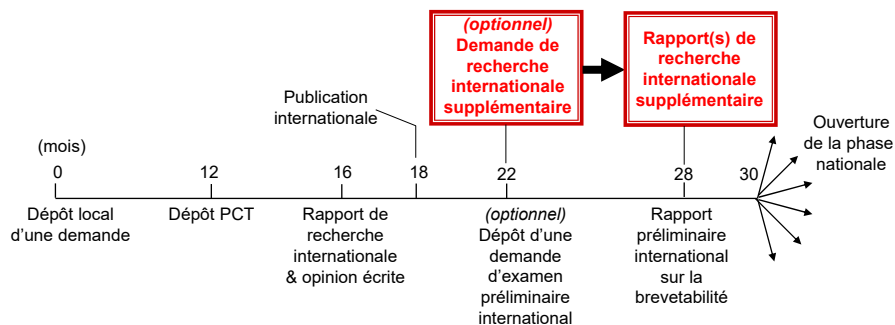 (optionnel)
Demande de
recherche
internationale
supplémentaire
Rapport(s) de
recherche
internationale
supplémentaire
Publication
internationale
Ouverture
de la phase
nationale
(mois)
0
12
16
18
22
28
30
Dépôt local
d'une demande
Dépôt PCT
Rapport de
recherche
internationale
& opinion écrite
(optionnel)
Dépôt d'une
demande
d'examen
préliminaire
international
Rapport
préliminaire
international
sur la
brevetabilité